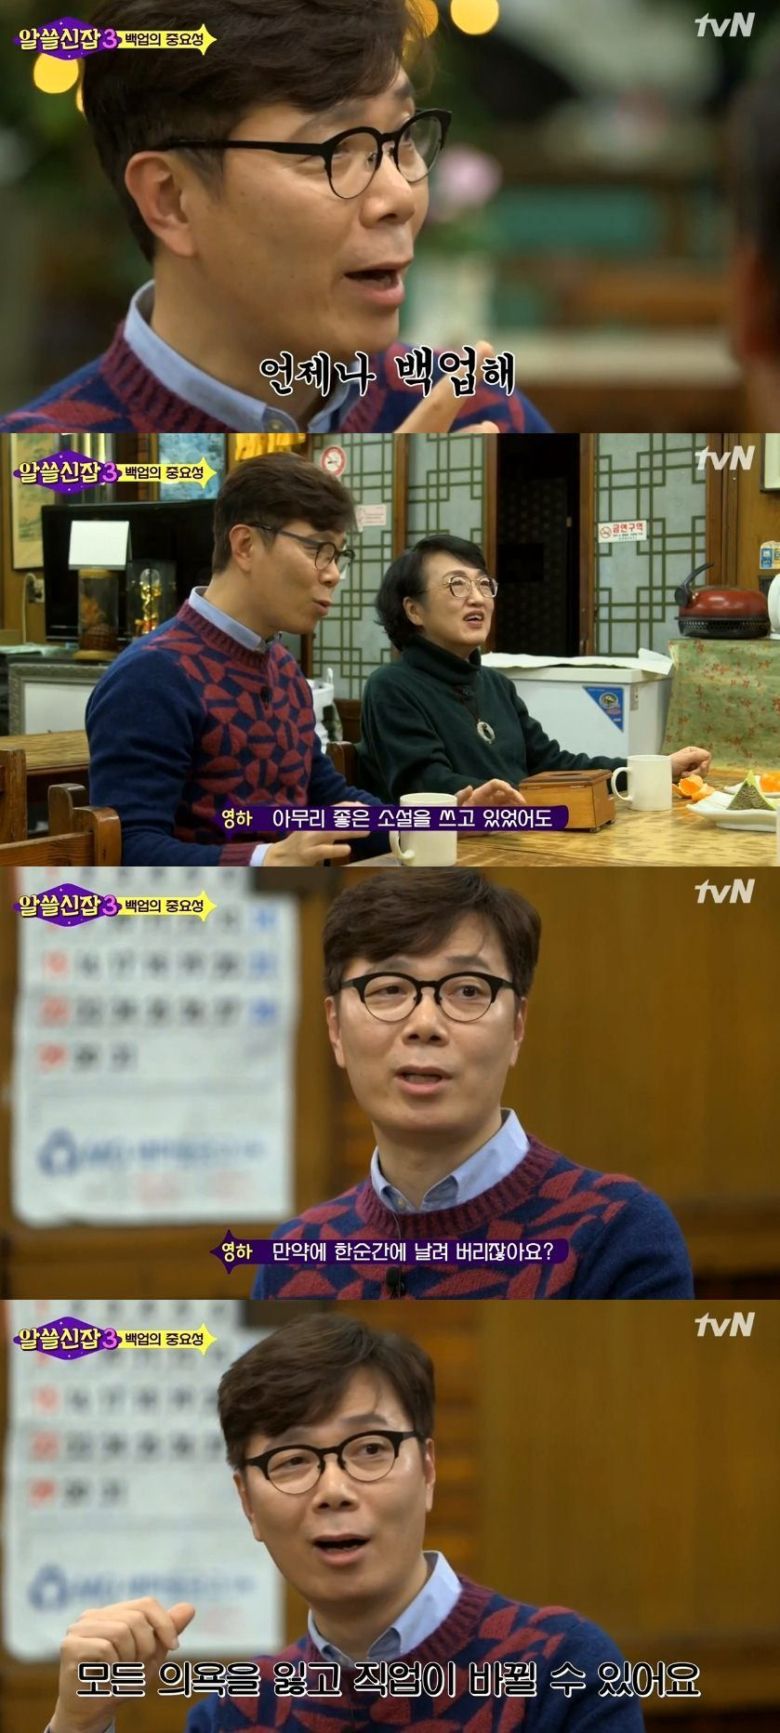 알쓸신잡3 백업의 중요성
tvN
언제나 백업해
알쓸신잡3 백업의 중요성
tvN
금연구역
영하 아무리 좋은 소설을 쓰고 있었어도
알쓸신잡3 백업의 중요성
tvN
영하 만약에 한순간에 날려 버리잖아요?
알쓸신잡3 백업의 중요성
tvN
모든 의욕을 잃고 직업이 바뀔 수 있어요